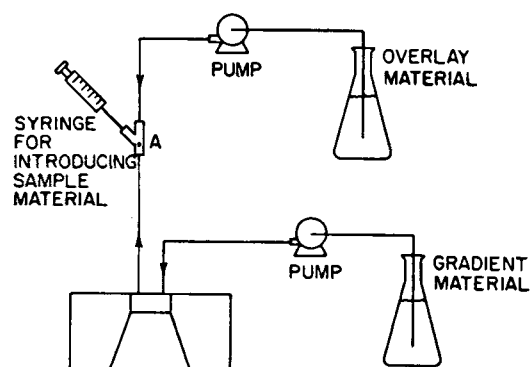 PUMP
OVERLAY
MATERIAL
SYRINGE
FOR
INTRODUCING
SAMPLE
MATERIAL
A
PUMP
GRADIENT
MATERIAL